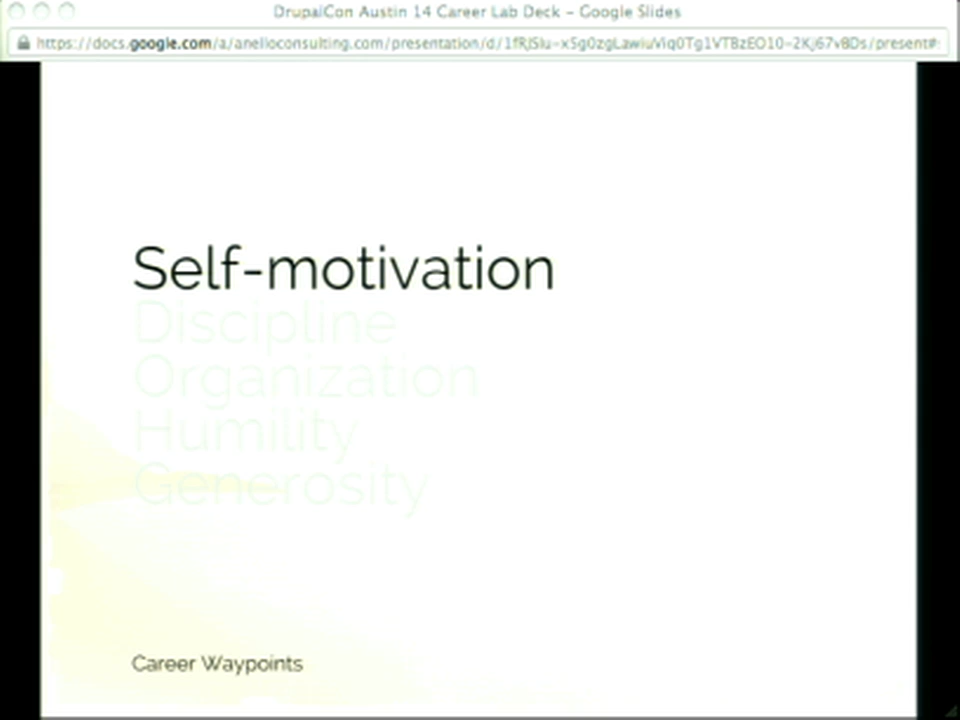 DrupalCon Austin 14 Career Lab Deck – Google Slides
Self-motivation
Discipline
Organization
Humility
Generosity
Career Waypoints